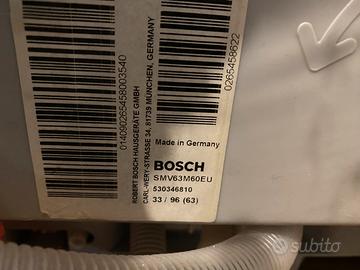 014090265458003540
ROBERT BOSCH HAUSGERÄTE GMBH
CARL-WERY-STRASSE 34, 81739 MÜNCHEN, GERMANY
0265458622
Made in Germany
BOSCH
SMV63M60EU
530346810
33 / 96 (63)
subito